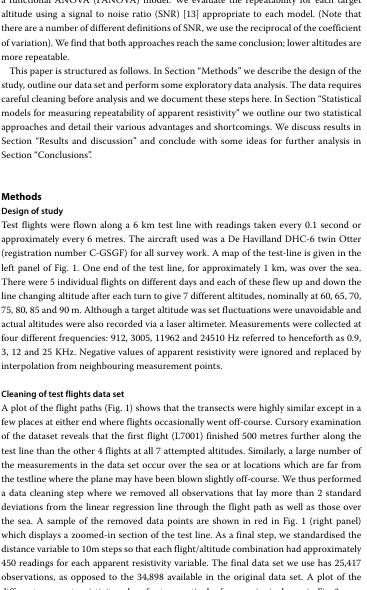 a functional ANOVA (FANOVA) model. We evaluate the repeatability for each target
altitude using a signal to noise ratio (SNR) [13] appropriate to each model. (Note that
there are a number of different definitions of SNR, we use the reciprocal of the coefficient
of variation). We find that both approaches reach the same conclusion; lower altitudes are
more repeatable.
This paper is structured as follows. In Section “Methods” we describe the design of the
study, outline our data set and perform some exploratory data analysis. The data requires
careful cleaning before analysis and we document these steps here. In Section “Statistical
models for measuring repeatability of apparent resistivity” we outline our two statistical
approaches and detail their various advantages and shortcomings. We discuss results in
Section “Results and discussion” and conclude with some ideas for further analysis in
Section “Conclusions”.
Methods
Design of study
Test flights were flown along a 6 km test line with readings taken every 0.1 second or
approximately every 6 metres. The aircraft used was a De Havilland DHC-6 twin Otter
(registration number C-GSGF) for all survey work. A map of the test-line is given in the
left panel of Fig. 1. One end of the test line, for approximately 1 km, was over the sea.
There were 5 individual flights on different days and each of these flew up and down the
line changing altitude after each turn to give 7 different altitudes, nominally at 60, 65, 70,
75, 80, 85 and 90 m. Although a target altitude was set fluctuations were unavoidable and
actual altitudes were also recorded via a laser altimeter. Measurements were collected at
four different frequencies: 912, 3005, 11962 and 24510 Hz referred to henceforth as 0.9,
3, 12 and 25 KHz. Negative values of apparent resistivity were ignored and replaced by
interpolation from neighbouring measurement points.
Cleaning of test flights data set
A plot of the flight paths (Fig. 1) shows that the transects were highly similar except in a
few places at either end where flights occasionally went off-course. Cursory examination
of the dataset reveals that the first flight (L7001) finished 500 metres further along the
test line than the other 4 flights at all 7 attempted altitudes. Similarly, a large number of
the measurements in the data set occur over the sea or at locations which are far from
the testline where the plane may have been blown slightly off-course. We thus performed
a data cleaning step where we removed all observations that lay more than 2 standard
deviations from the linear regression line through the flight path as well as those over
the sea. A sample of the removed data points are shown in red in Fig. 1 (right panel)
which displays a zoomed-in section of the test line. As a final step, we standardised the
distance variable to 10m steps so that each flight/altitude combination had approximately
450 readings for each apparent resistivity variable. The final data set we use has 25,417
observations, as opposed to the 34,898 available in the original data set. A plot of the